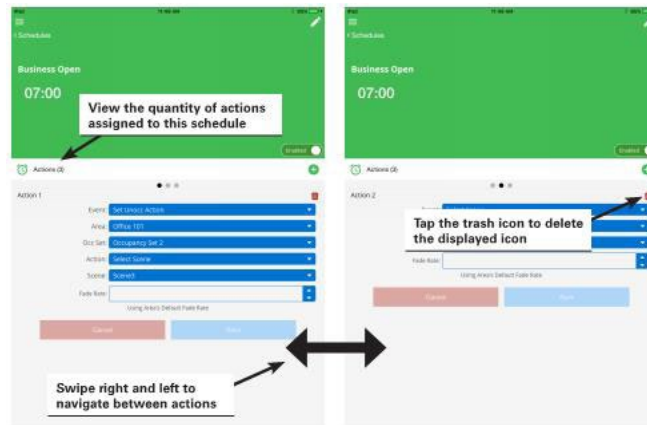 iPad
< Schedules
Business Open
07:00
View the quantity of actions
assigned to this schedule
Enabled
Actions (3)
Action 1
Event: Set Unocc Action
Area: Office 101
Occ Set: Occupancy Set 2
Action: Select Scene
Scene: Scene3
Fade Rate:
Using Area's Default Fade Rate
Cancel
Save
Swipe right and left to
navigate between actions
iPad
< Schedules
Business Open
07:00
Enabled
Actions (3)
Action 2
Tap the trash icon to delete
the displayed icon
Fade Rate:
Using Area's Default Fade Rate
Cancel
Save